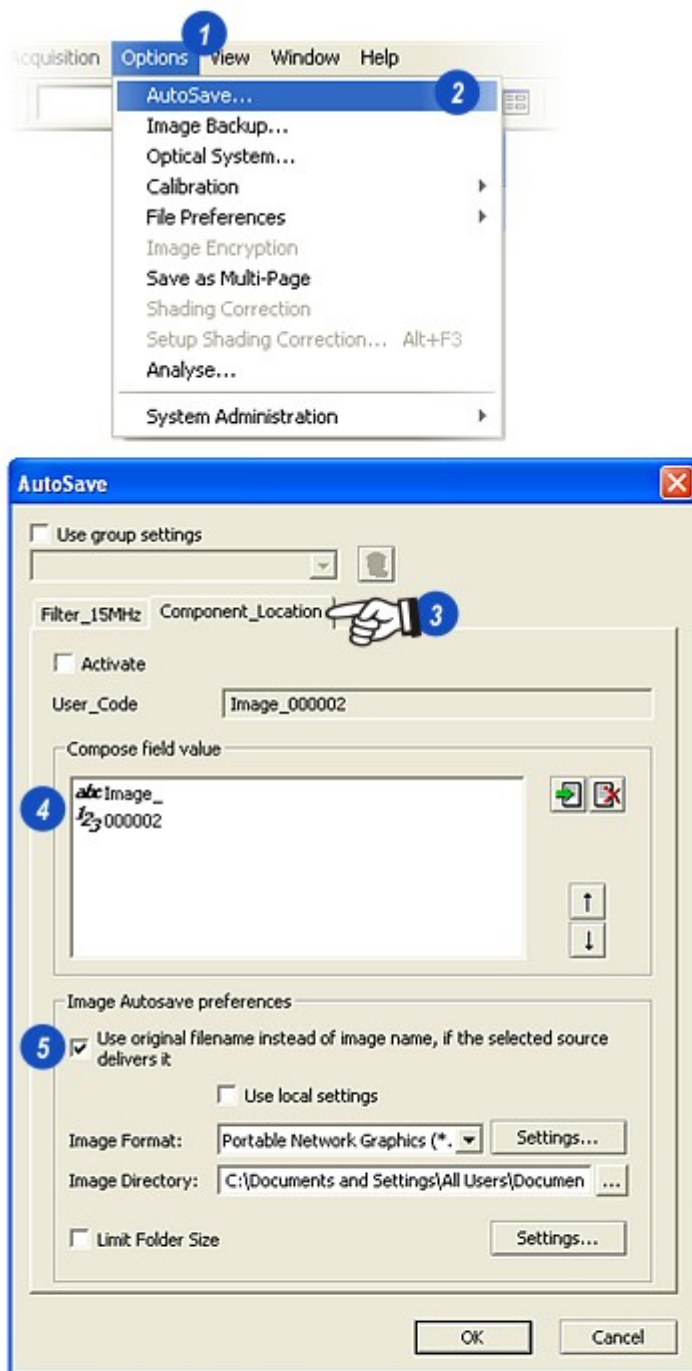 1
cquisition Options View Window Help
AutoSave... 2
Image Backup...
Optical System...
Calibration
File Preferences
Image Encryption
Save as Multi-Page
Shading Correction
Setup Shading Correction... Alt+F3
Analyse...
System Administration
AutoSave
Use group settings
Filter_15MHz Component_Location 3
Activate
User_Code Image_000002
Compose field value
4
abc Image_
123 000002
Image Autosave preferences
5 Use original filename instead of image name, if the selected source
delivers it
Use local settings
Image Format: Portable Network Graphics (*. Settings...
Image Directory: C:\Documents and Settings\All Users\Documen ...
Limit Folder Size Settings...
OK Cancel